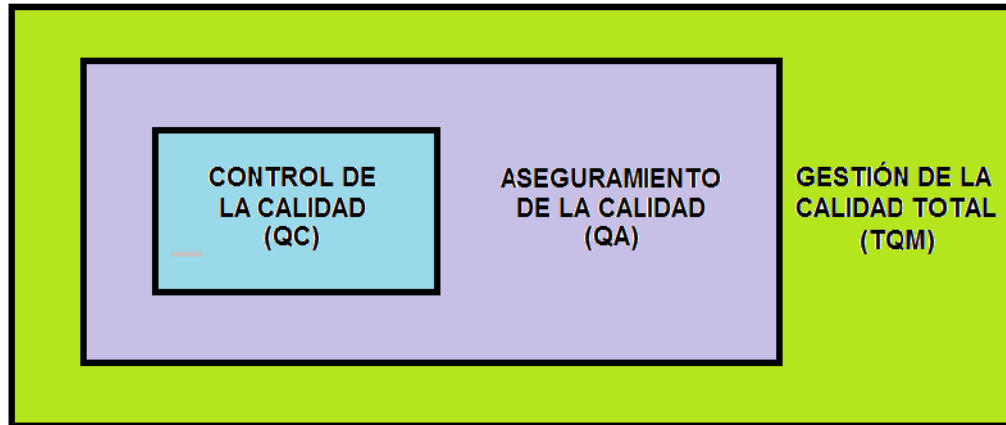 CONTROL DE
LA CALIDAD
(QC)
ASEGURAMIENTO
DE LA CALIDAD
(QA)
GESTIÓN DE LA
CALIDAD TOTAL
(TQM)